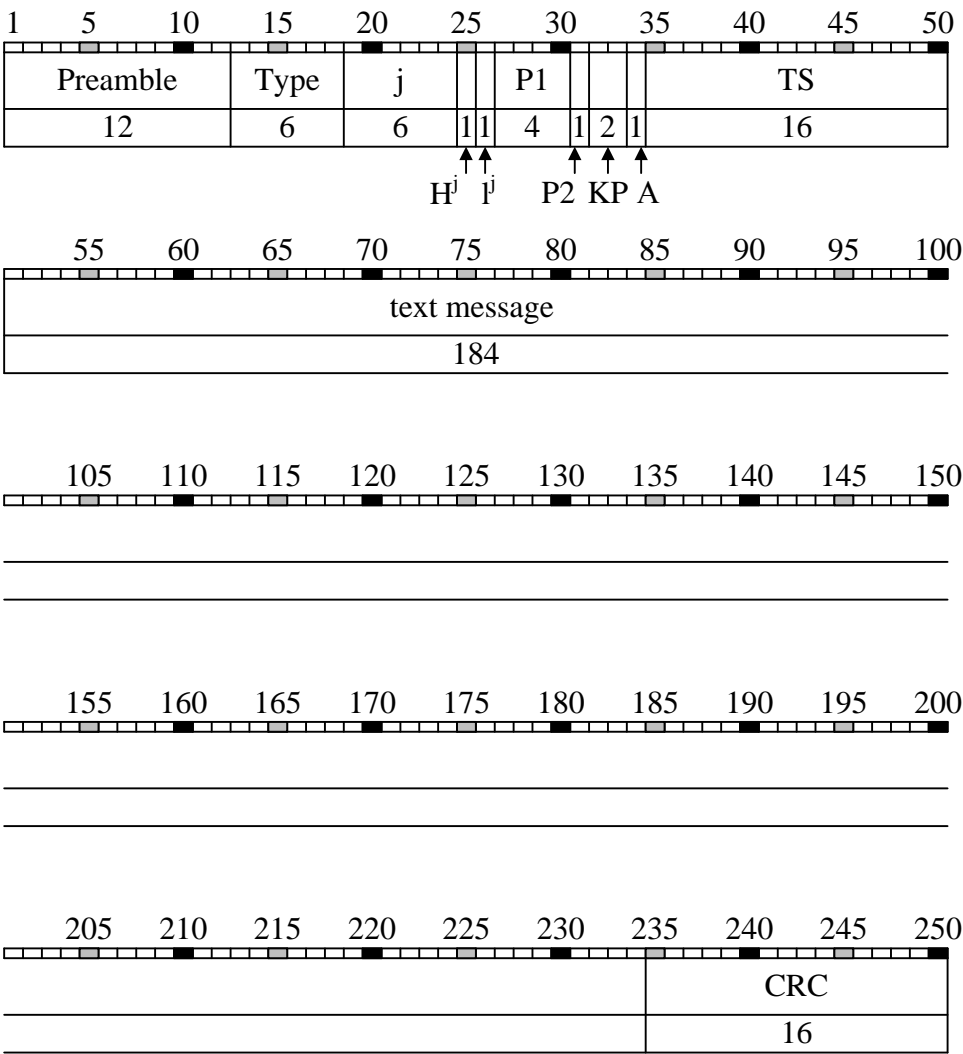 1 5 10 15 20 25 30 35 40 45 50
Preamble Type j P1 TS
12 6 6 1 1 4 1 2 1 16
H^j l^j P2 KP A
55 60 65 70 75 80 85 90 95 100
text message
184
105 110 115 120 125 130 135 140 145 150
155 160 165 170 175 180 185 190 195 200
205 210 215 220 225 230 235 240 245 250
CRC
16